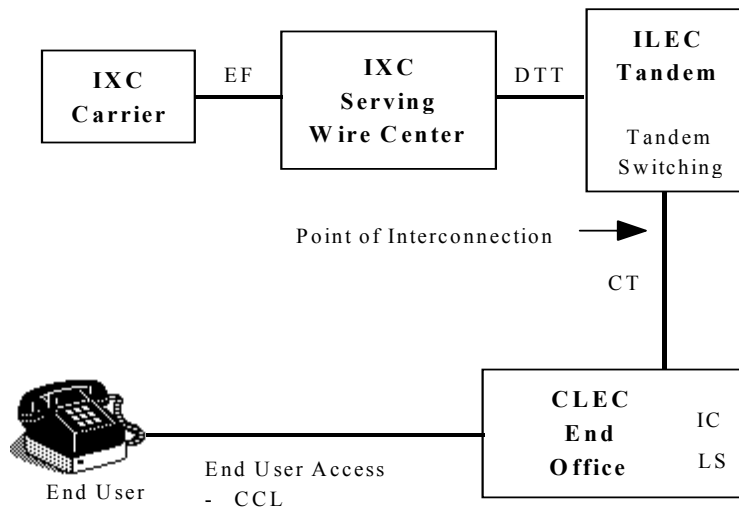 IXC
Carrier
EF
IXC
Serving
Wire Center
DTT
ILEC
Tandem
Tandem
Switching
Point of Interconnection
CT
CLEC
End
Office
IC
LS
End User
End User Access
- CCL